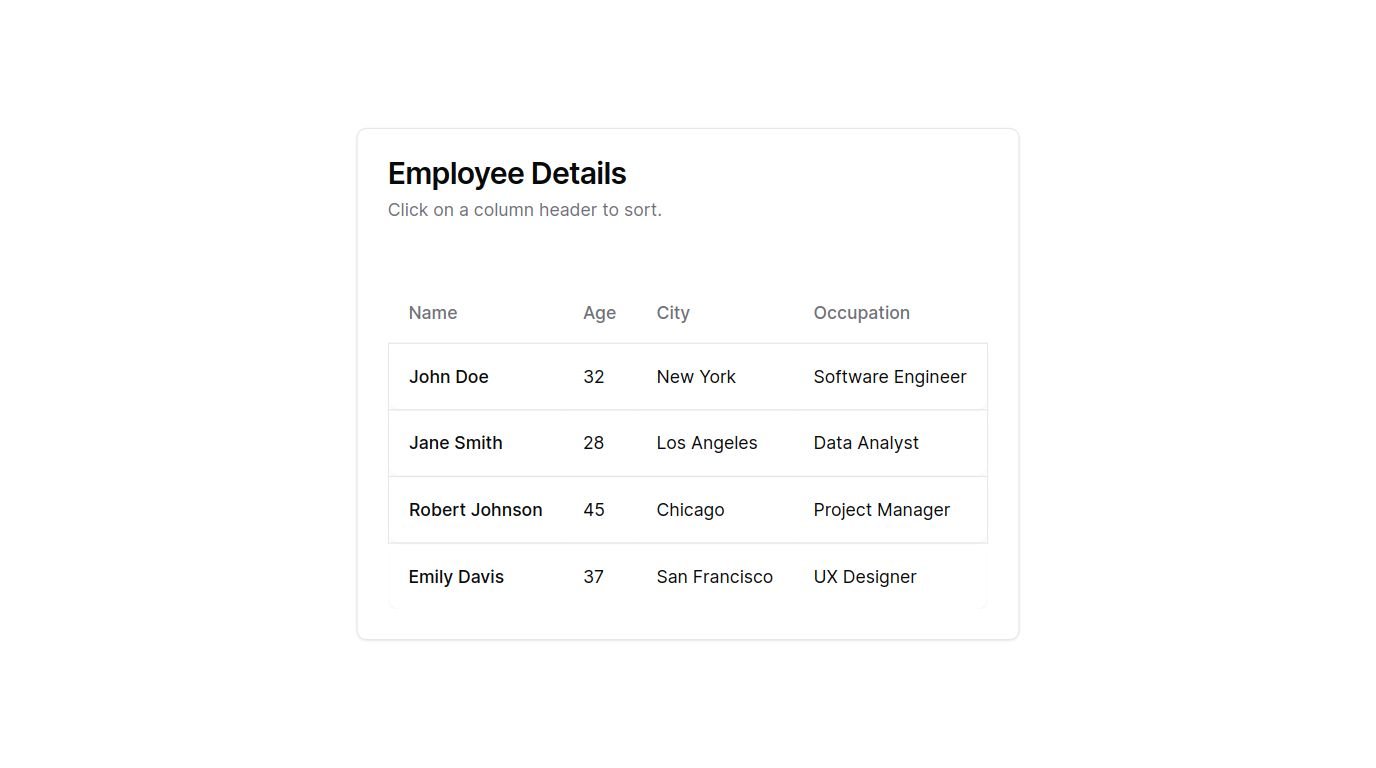 Employee Details
Click on a column header to sort.
Name Age City Occupation
John Doe 32 New York Software Engineer
Jane Smith 28 Los Angeles Data Analyst
Robert Johnson 45 Chicago Project Manager
Emily Davis 37 San Francisco UX Designer